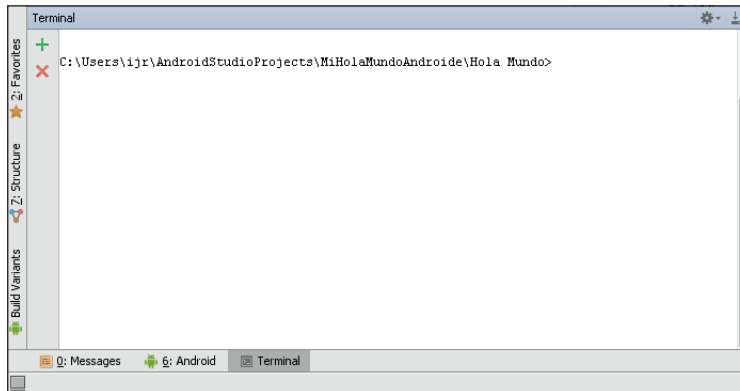 Terminal
2: Favorites
7: Structure
Build Variants
C:\Users\ijr\AndroidStudioProjects\MiHolaMundoAndroide\Hola Mundo>
0: Messages
6: Android
Terminal